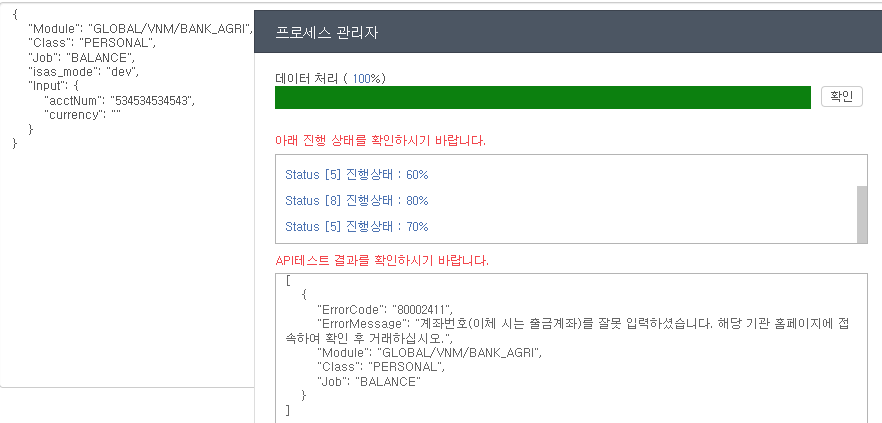 {
"Module": "GLOBAL/VNM/BANK_AGRI",
"Class": "PERSONAL",
"Job": "BALANCE",
"isas_mode": "dev",
"Input": {
"acctNum": "534534534543",
"currency": ""
}
}
프로세스 관리자
데이터 처리 ( 100%)
확인
아래 진행 상태를 확인하시기 바랍니다.
Status [5] 진행상태 : 60%
Status [8] 진행상태 : 80%
Status [5] 진행상태 : 70%
API테스트 결과를 확인하시기 바랍니다.
[
{
"ErrorCode": "80002411",
"ErrorMessage": "계좌번호(이체 시는 출금계좌)를 잘못 입력하셨습니다. 해당 기관 홈페이지에 접
속하여 확인 후 거래하십시오.",
"Module": "GLOBAL/VNM/BANK_AGRI",
"Class": "PERSONAL",
"Job": "BALANCE"
}
]